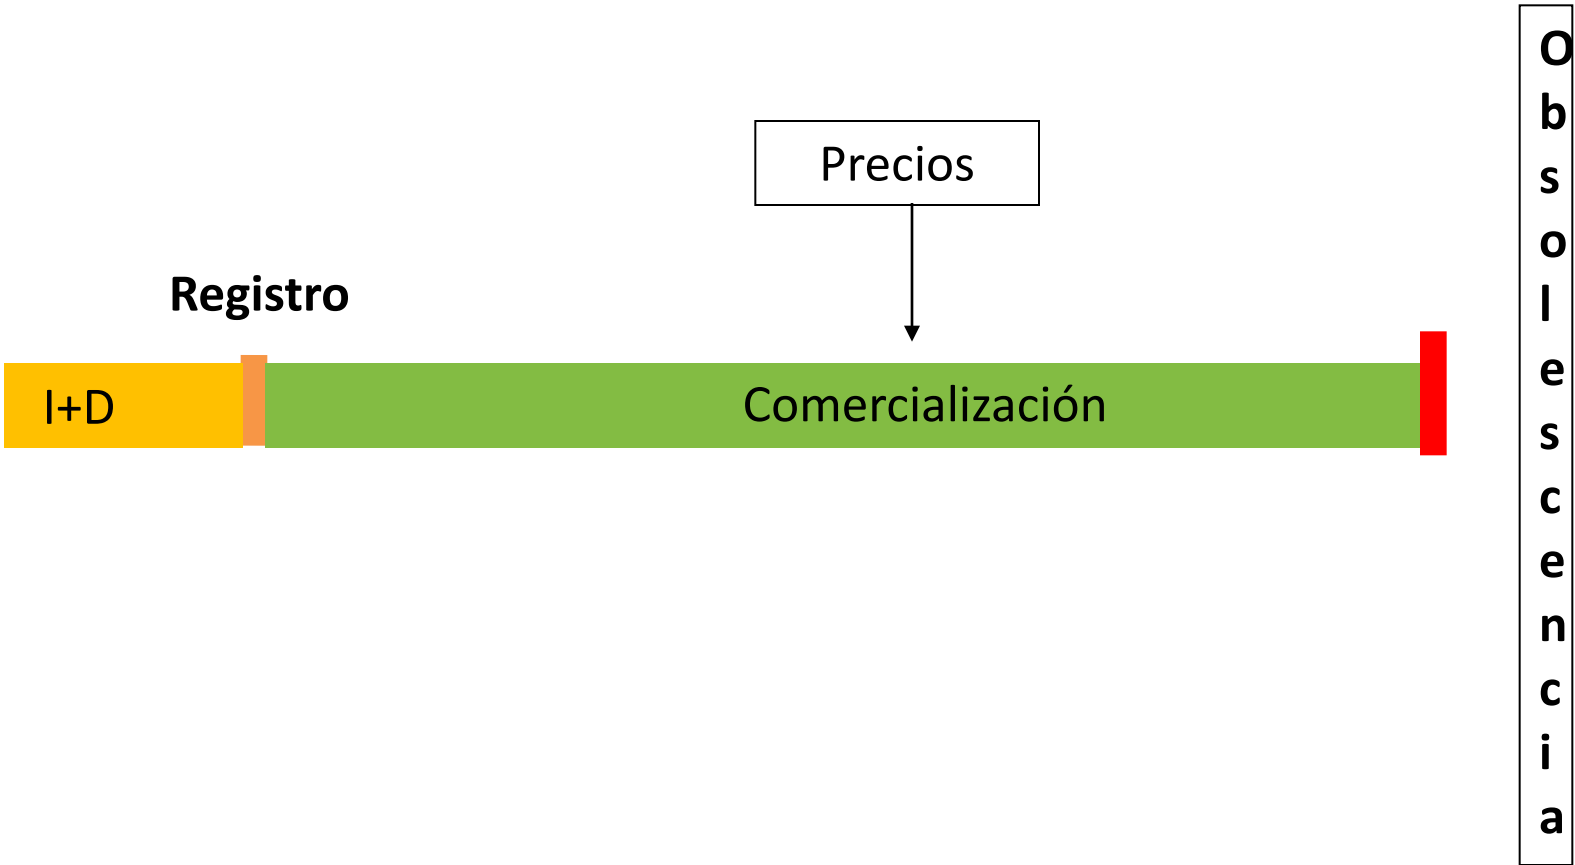 Precios
Registro
I+D
Comercialización
Obsolescencia